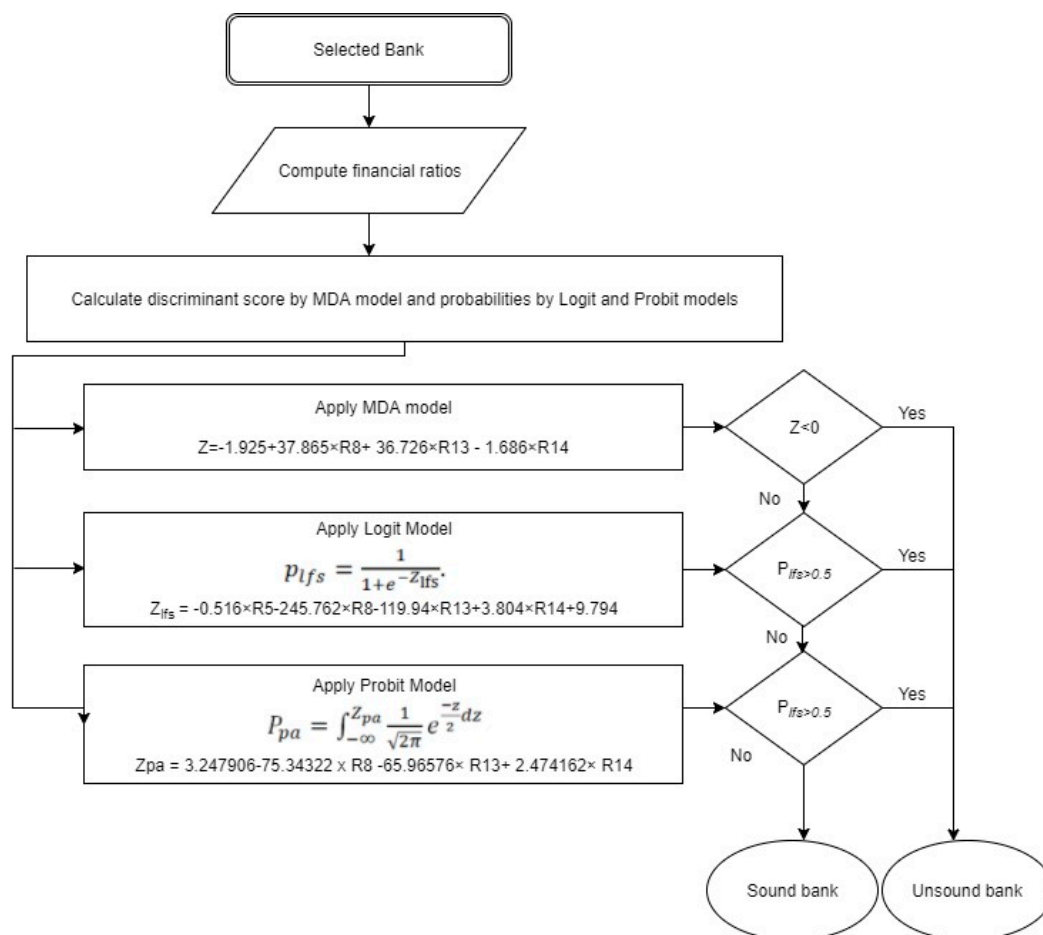 Selected Bank
Compute financial ratios
Calculate discriminant score by MDA model and probabilities by Logit and Probit models
Apply MDA model
Z=-1.925+37.865×R8+ 36.726×R13 - 1.686×R14
Z<0
Yes
No
Apply Logit Model
p_lfs = 1 / (1+e^(-Z_lfs)).
Z_lfs = -0.516×R5-245.762×R8-119.94×R13+3.804×R14+9.794
P_lfs>0.5
Yes
No
Apply Probit Model
P_pa = ∫_(-∞)^(Z_pa) 1/√(2π) e^(-z/2 dz)
Zpa = 3.247906-75.34322 x R8 -65.96576× R13+ 2.474162× R14
P_lfs>0.5
Yes
No
Sound bank
Unsound bank